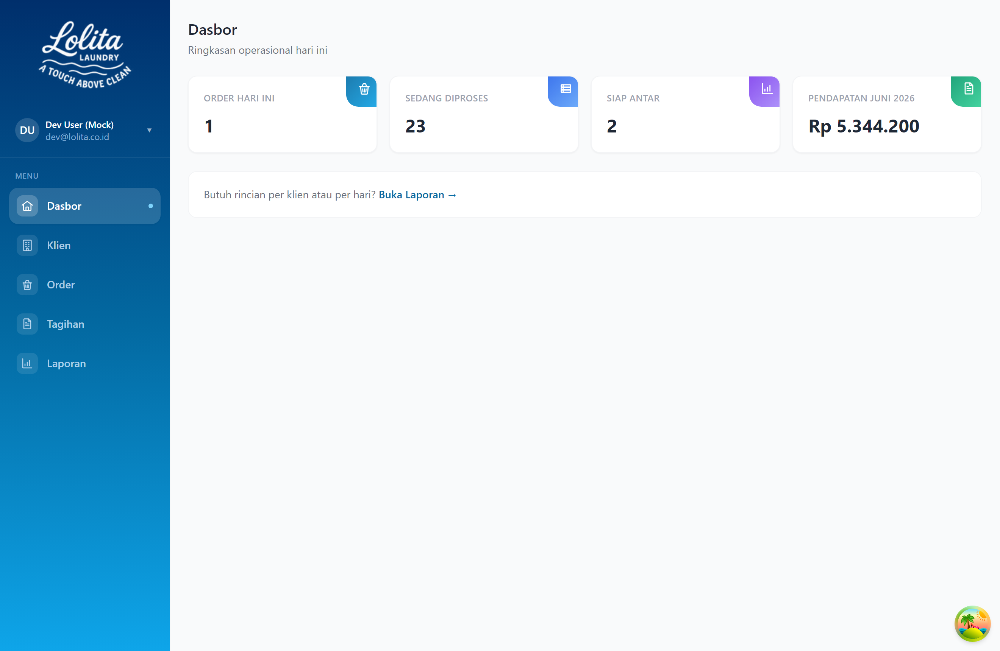 Lolita
LAUNDRY
A TOUCH ABOVE CLEAN
DU
Dev User (Mock)
dev@lolita.co.id
MENU
Dasbor
Klien
Order
Tagihan
Laporan
Dasbor
Ringkasan operasional hari ini
ORDER HARI INI
1
SEDANG DIPROSES
23
SIAP ANTAR
2
PENDAPATAN JUNI 2026
Rp 5.344.200
Butuh rincian per klien atau per hari? Buka Laporan →